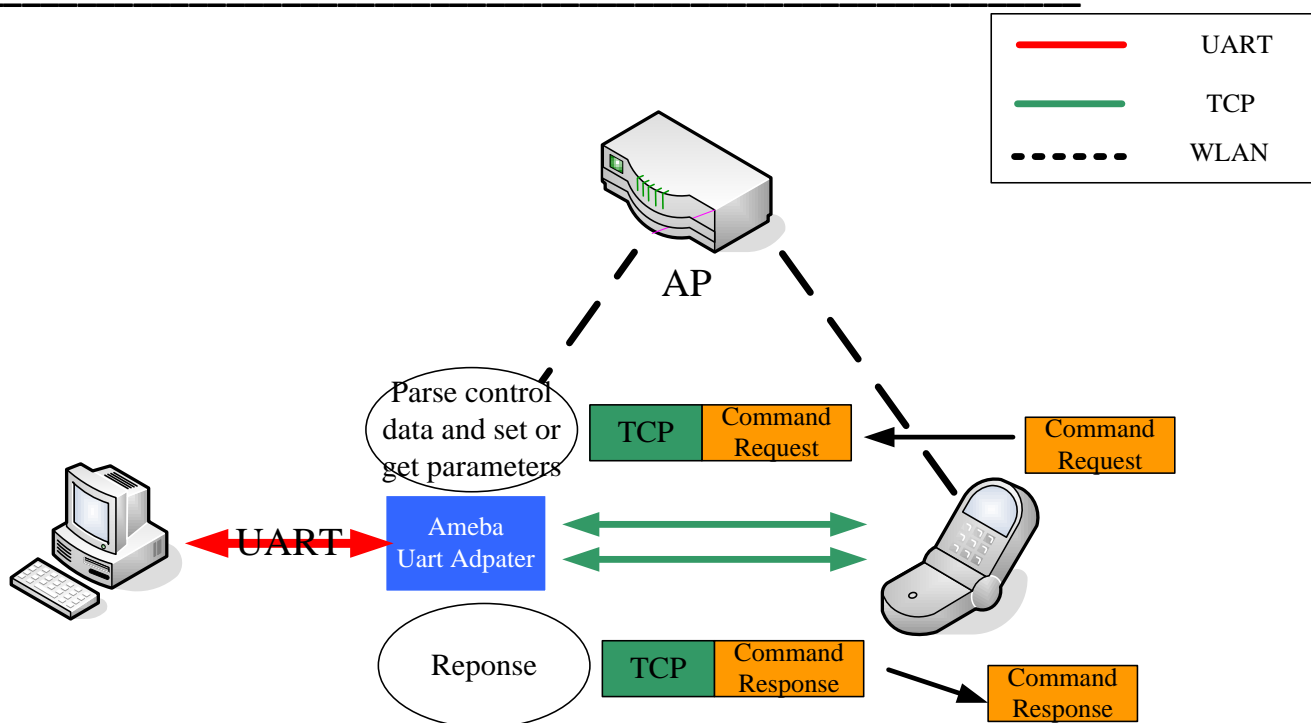 UART
TCP
WLAN
AP
Parse control
data and set or
get parameters
TCP
Command
Request
Command
Request
UART
Ameba
Uart Adpater
Reponse
TCP
Command
Response
Command
Response